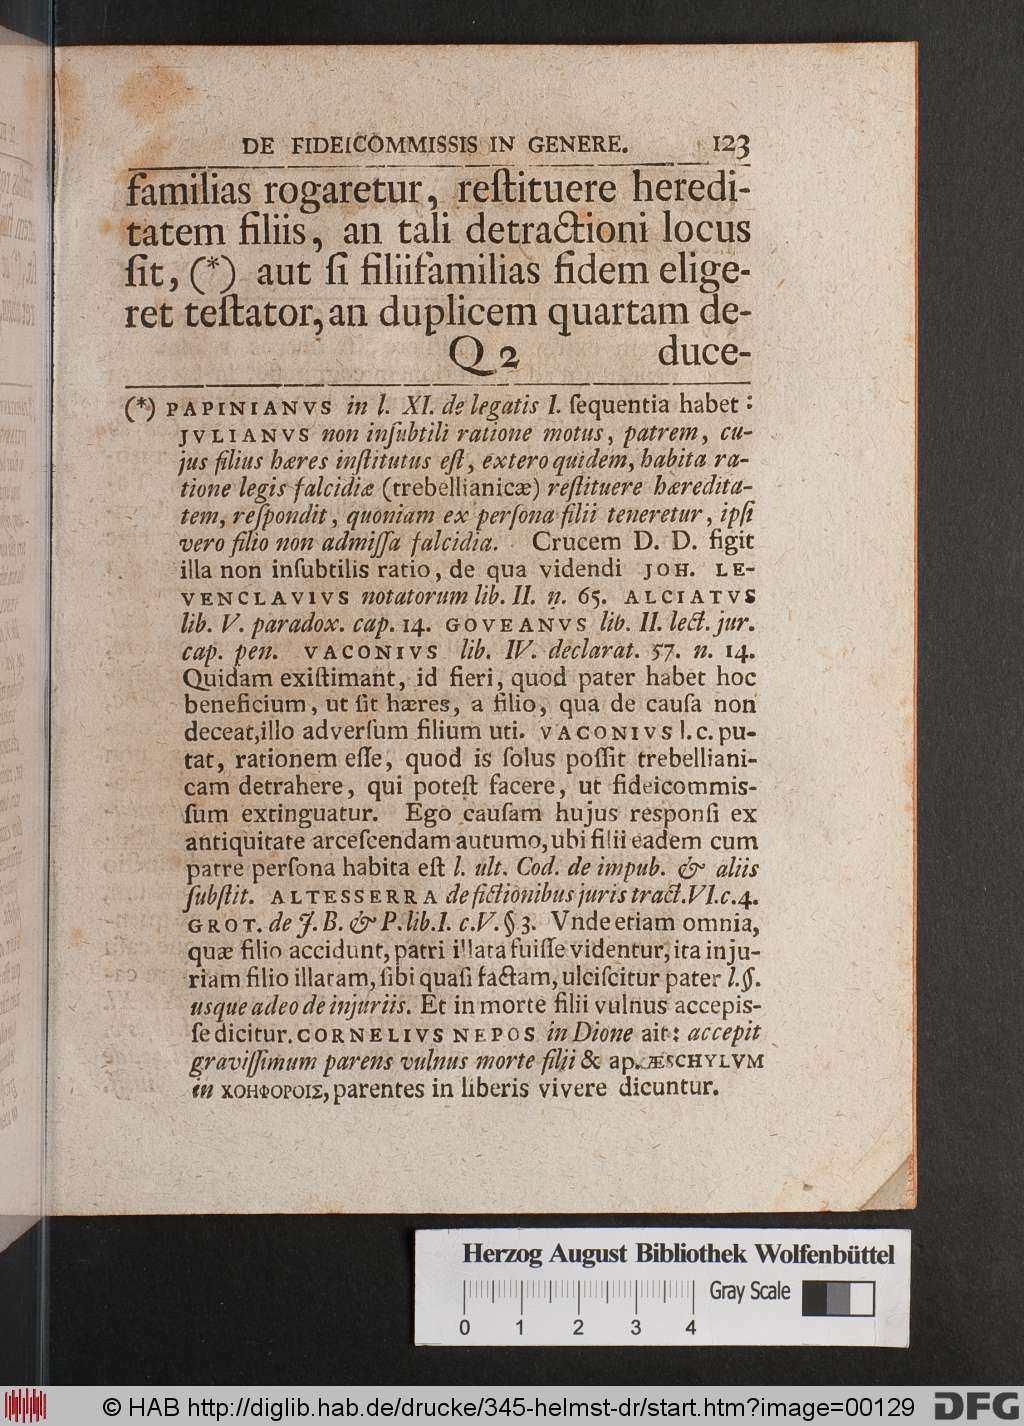 DE FIDEICOMMISSIS IN GENERE. 123
familias rogaretur, reſtituere heredi-
tatem filiis, an tali detractioni locus
ſit, (*) aut ſi filiifamilias fidem elige-
ret teſtator, an duplicem quartam de-
Q 2 duce-
(*) PAPINIANVS in l. XI. de legatis I. ſequentia habet:
JVLIANVS non inſubtili ratione motus, patrem, cu-
jus filius hæres inſtitutus eſt, extero quidem, habita ra-
tione legis falcidiæ (trebellianicæ) reſtituere hæredita-
tem, reſpondit, quoniam ex perſona filii teneretur, ipſi
vero filio non admiſſa falcidia. Crucem D. D. figit
illa non inſubtilis ratio, de qua videndi JOH. LE-
VENCLAVIVS notatorum lib. II. n. 65. ALCIATVS
lib. V. paradox. cap. 14. GOVEANVS lib. II. lect. jur.
cap. pen. VACONIVS lib. IV. declarat. 57. n. 14.
Quidam exiſtimant, id fieri, quod pater habet hoc
beneficium, ut ſit hæres, a filio, qua de cauſa non
deceat, illo adverſum filium uti. VACONIVS l. c. pu-
tat, rationem eſſe, quod is ſolus poſſit trebelliani-
cam detrahere, qui poteſt facere, ut fideicommis-
ſum extinguatur. Ego cauſam hujus reſponſi ex
antiquitate arceſcendam autumo, ubi filii eadem cum
patre perſona habita eſt l. ult. Cod. de impub. & aliis
ſubſtit. ALTESSERRA de fictionibus juris tract. VI. c. 4.
GROT. de J. B. & P. lib. I. c. V. § 3. Vnde etiam omnia,
quæ filio accidunt, patri illata fuiſſe videntur, ita inju-
riam filio illatam, ſibi quaſi factam, ulciſcitur pater l. §.
usque adeo de injuriis. Et in morte filii vulnus accepis-
ſe dicitur. CORNELIVS NEPOS in Dione ait: accepit
graviſſimum parens vulnus morte filii & ap. ÆSCHYLVM
in ΧΟΗΦΟΡΟΙΣ, parentes in liberis vivere dicuntur.
Herzog August Bibliothek Wolfenbüttel
Gray Scale
0 1 2 3 4
© HAB http://diglib.hab.de/drucke/345-helmst-dr/start.htm?image=00129
DFG